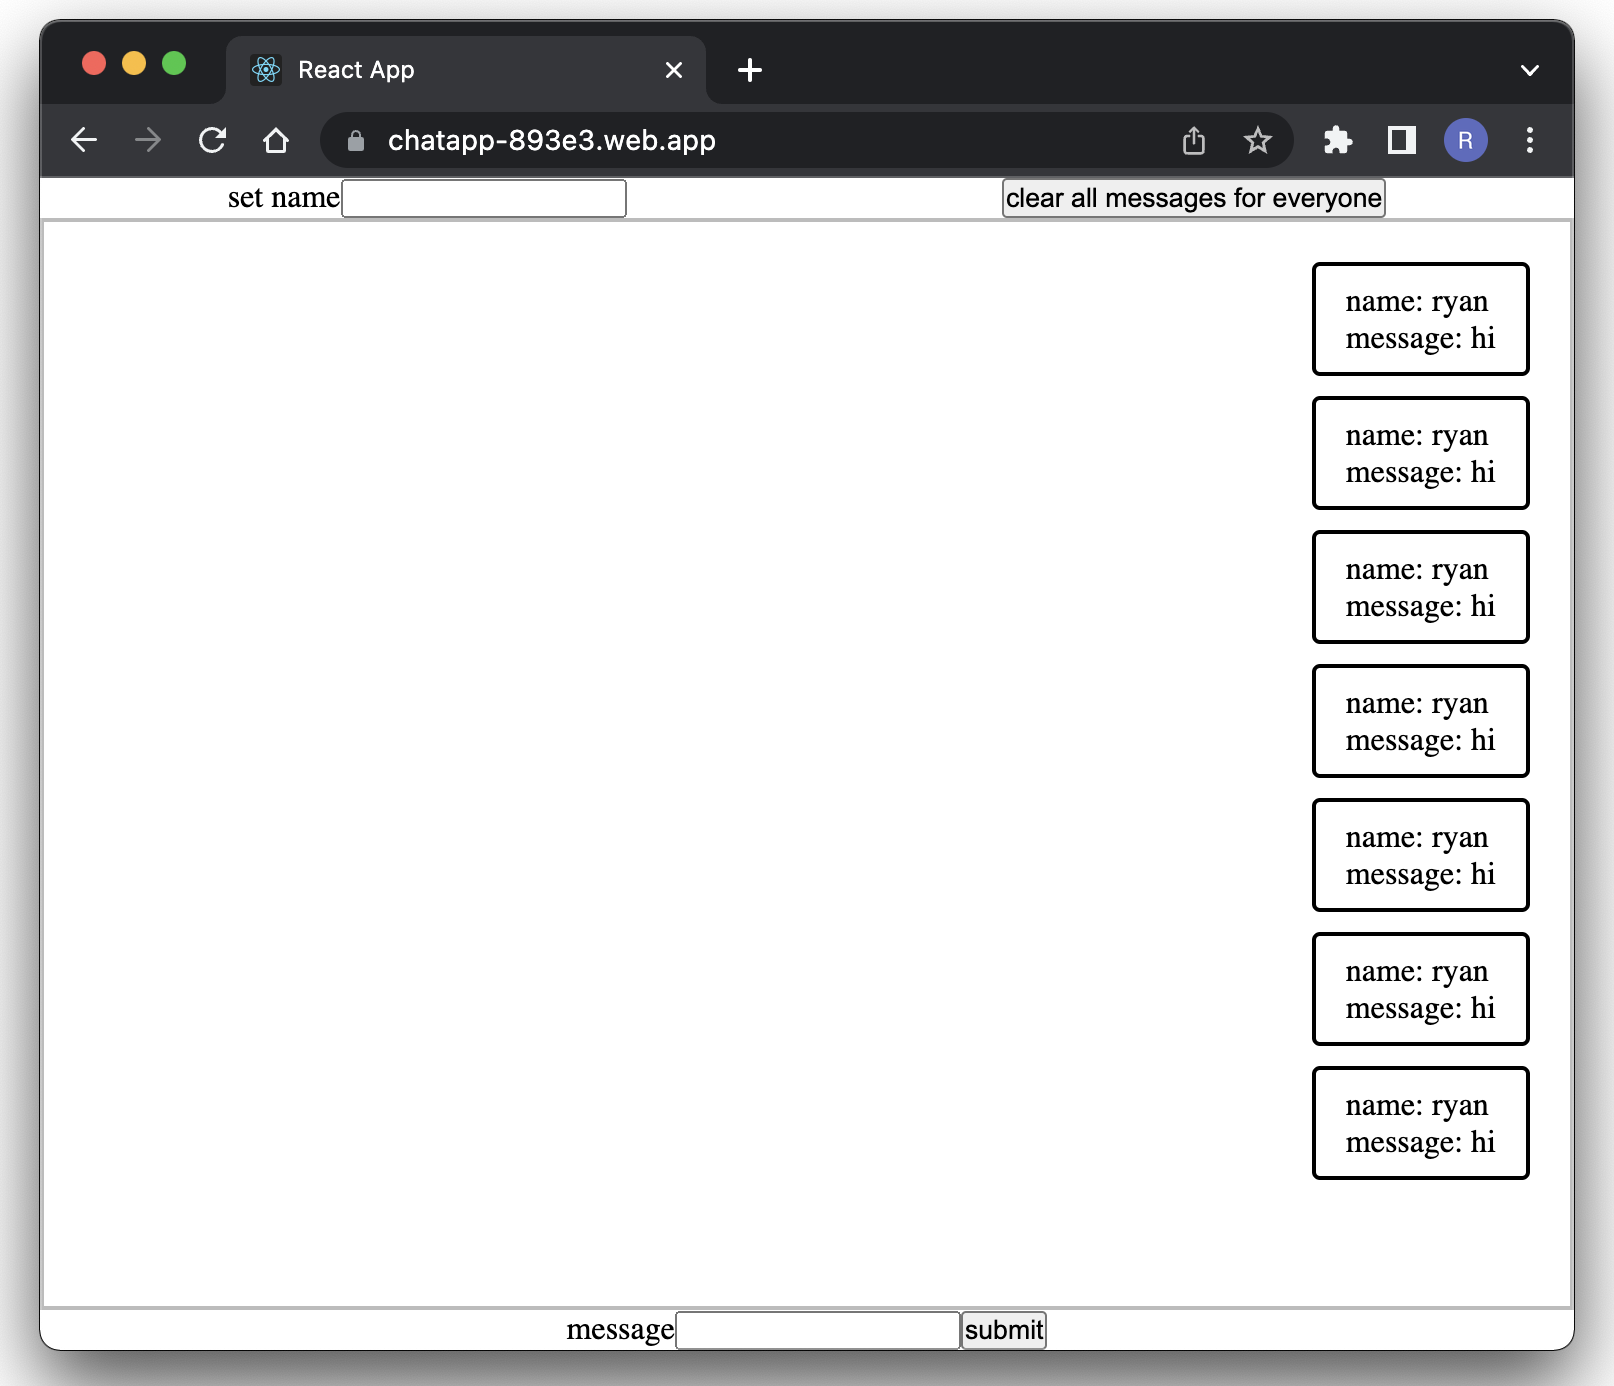 React App
chatapp-893e3.web.app
R
set name
clear all messages for everyone
name: ryan
message: hi
name: ryan
message: hi
name: ryan
message: hi
name: ryan
message: hi
name: ryan
message: hi
name: ryan
message: hi
name: ryan
message: hi
message
submit